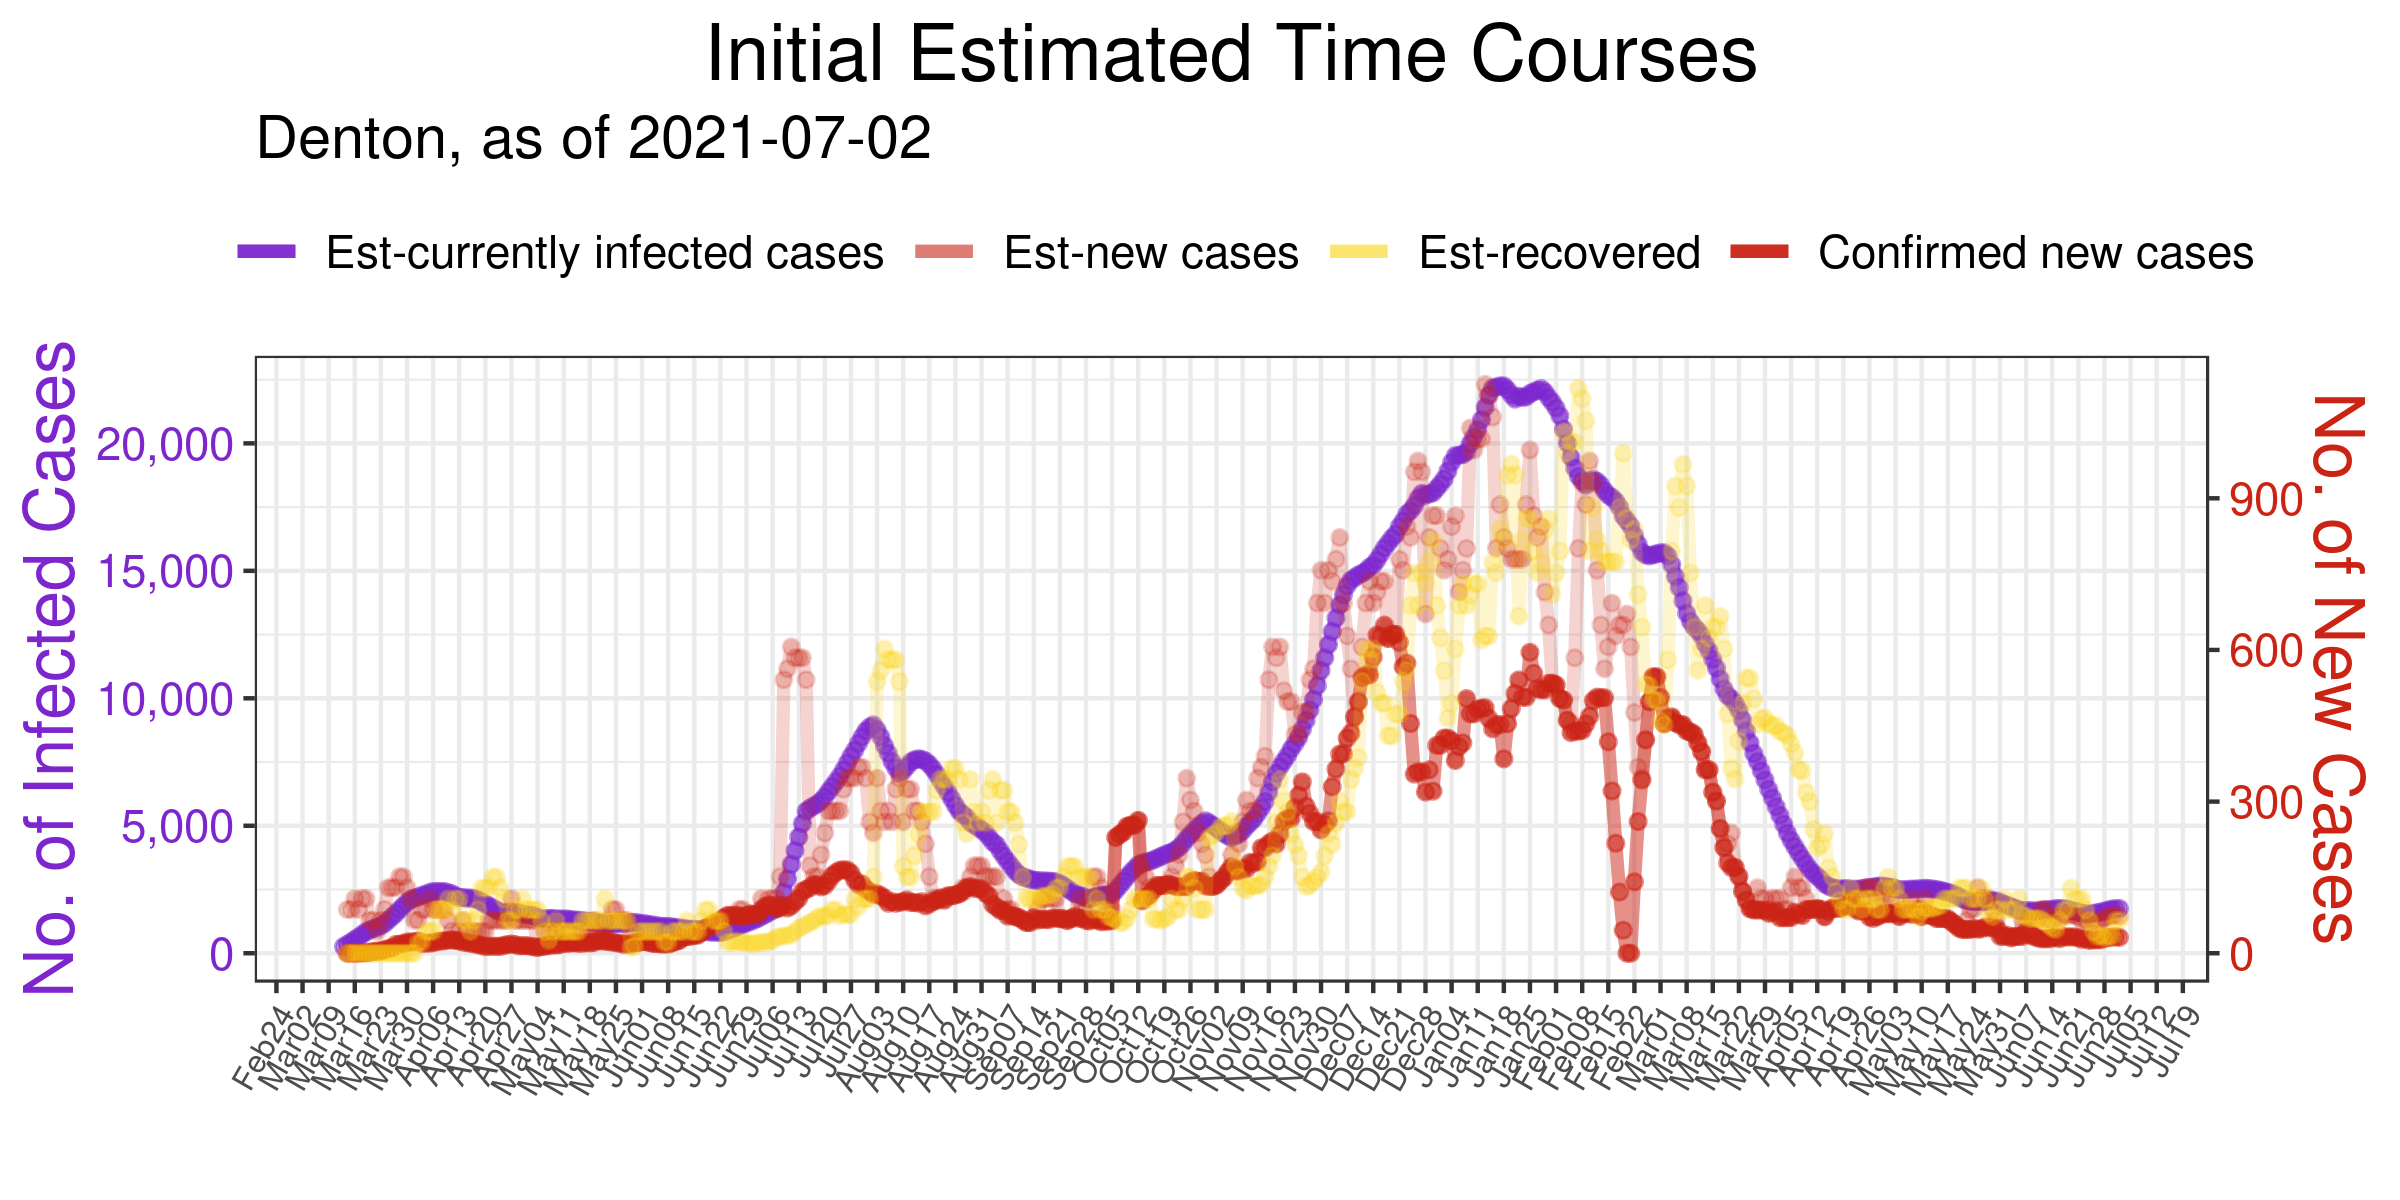 Initial Estimated Time Courses
Denton, as of 2021-07-02
Est-currently infected cases
Est-new cases
Est-recovered
Confirmed new cases
No. of Infected Cases
20,000
15,000
10,000
5,000
0
No. of New Cases
900
600
300
0
Feb24
Mar02
Mar09
Mar16
Mar23
Mar30
Apr06
Apr13
Apr20
Apr27
May04
May11
May18
May25
Jun01
Jun08
Jun15
Jun22
Jun29
Jul06
Jul13
Jul20
Jul27
Aug03
Aug10
Aug17
Aug24
Aug31
Sep07
Sep14
Sep21
Sep28
Oct05
Oct12
Oct19
Oct26
Nov02
Nov09
Nov16
Nov23
Nov30
Dec07
Dec14
Dec21
Dec28
Jan04
Jan11
Jan18
Jan25
Feb01
Feb08
Feb15
Feb22
Mar01
Mar08
Mar15
Mar22
Mar29
Apr05
Apr12
Apr19
Apr26
May03
May10
May17
May24
May31
Jun07
Jun14
Jun21
Jun28
Jul05
Jul12
Jul19